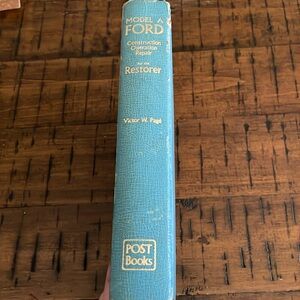 MODEL A
FORD
Construction
Operation
Repair
for the
Restorer
Victor W. Pagé
POST
Books